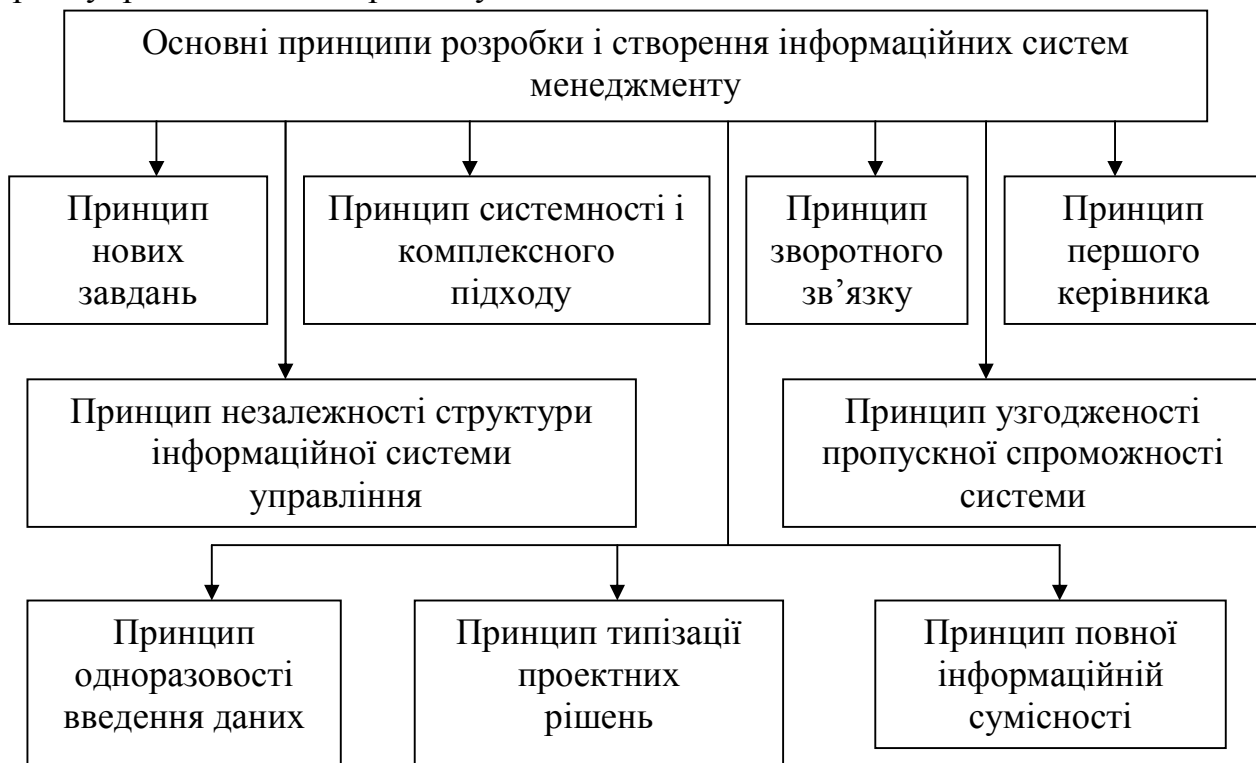 Основні принципи розробки і створення інформаційних систем
менеджменту
Принцип
нових
завдань
Принцип системності і
комплексного
підходу
Принцип
зворотного
зв’язку
Принцип
першого
керівника
Принцип незалежності структури
інформаційної системи
управління
Принцип узгодженості
пропускної спроможності
системи
Принцип
одноразовості
введення даних
Принцип типізації
проектних
рішень
Принцип повної
інформаційній
сумісності